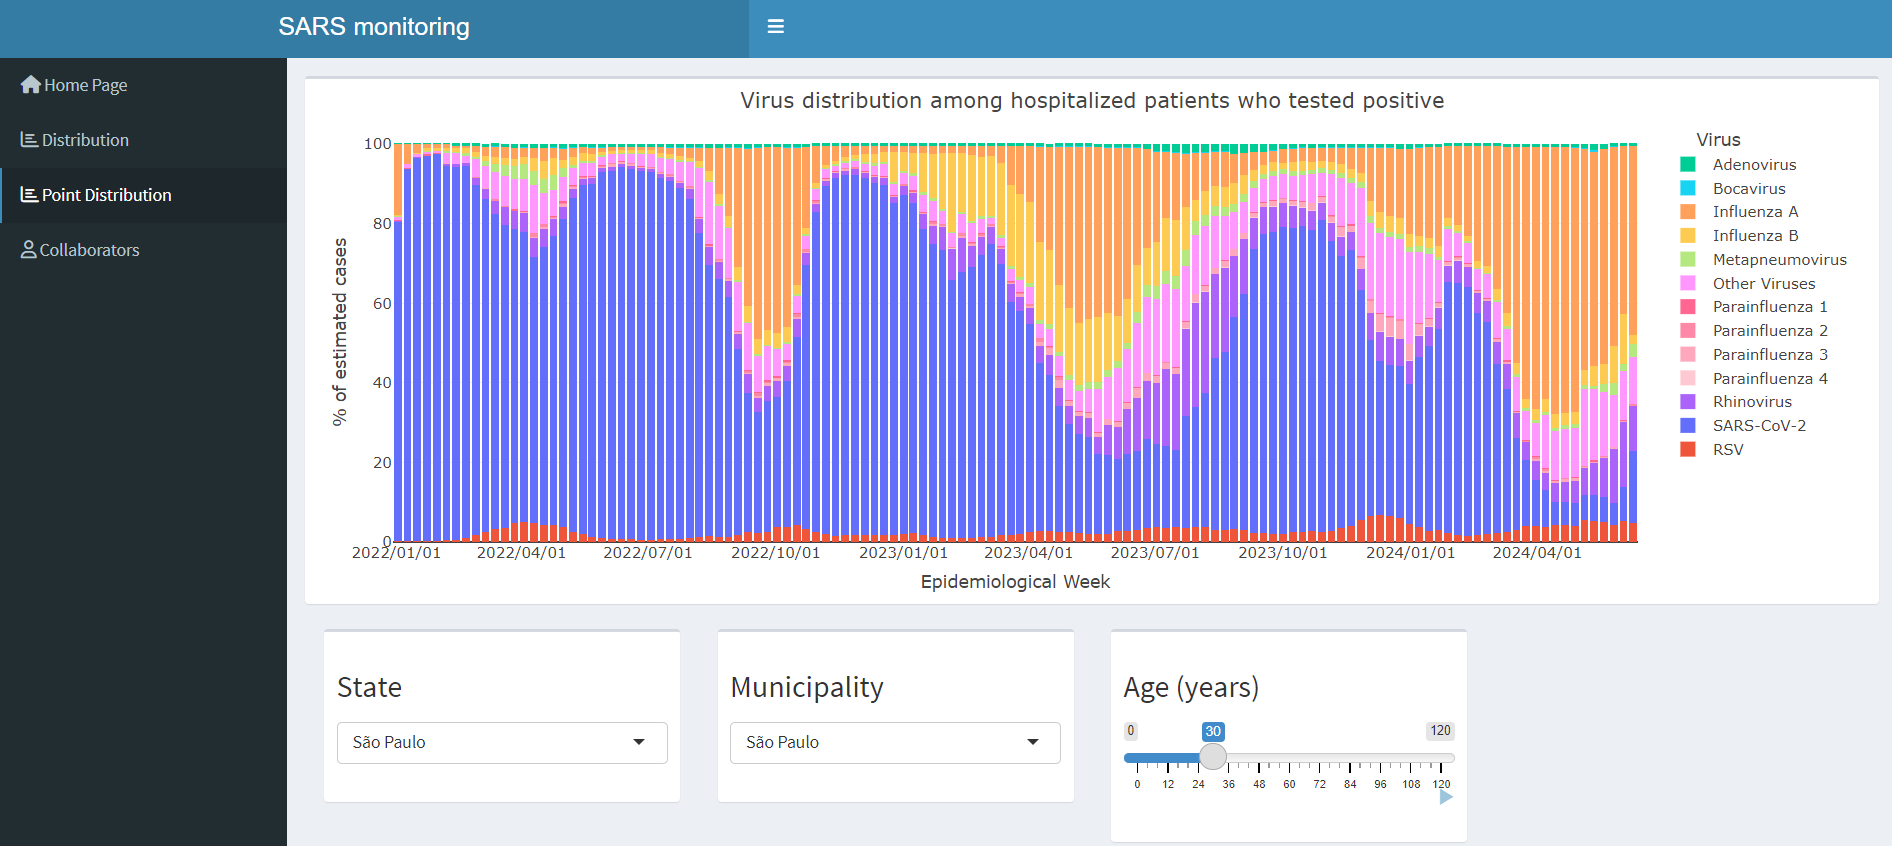 SARS monitoring
Home Page
Distribution
Point Distribution
Collaborators
Virus distribution among hospitalized patients who tested positive
% of estimated cases
100
80
60
40
20
0
2022/01/01 2022/04/01 2022/07/01 2022/10/01 2023/01/01 2023/04/01 2023/07/01 2023/10/01 2024/01/01 2024/04/01
Epidemiological Week
Virus
Adenovirus
Bocavirus
Influenza A
Influenza B
Metapneumovirus
Other Viruses
Parainfluenza 1
Parainfluenza 2
Parainfluenza 3
Parainfluenza 4
Rhinovirus
SARS-CoV-2
RSV
State
São Paulo
Municipality
São Paulo
Age (years)
0 30 120
0 12 24 36 48 60 72 84 96 108 120